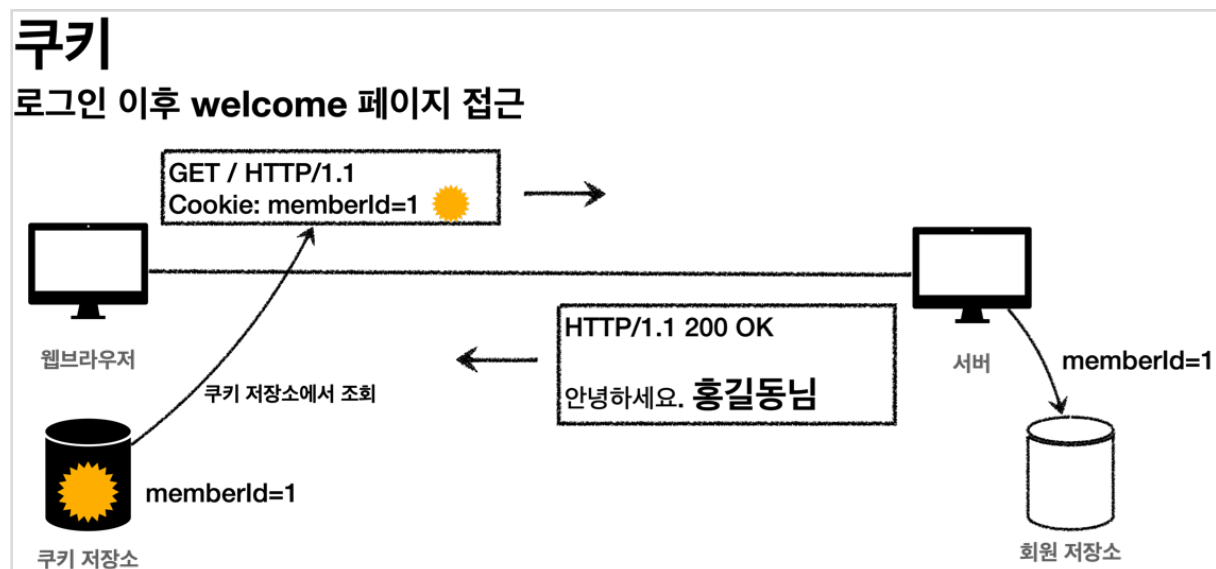 쿠키
로그인 이후 welcome 페이지 접근
GET / HTTP/1.1
Cookie: memberId=1
웹브라우저
HTTP/1.1 200 OK
안녕하세요. 홍길동님
서버
memberId=1
쿠키 저장소에서 조회
memberId=1
쿠키 저장소
회원 저장소